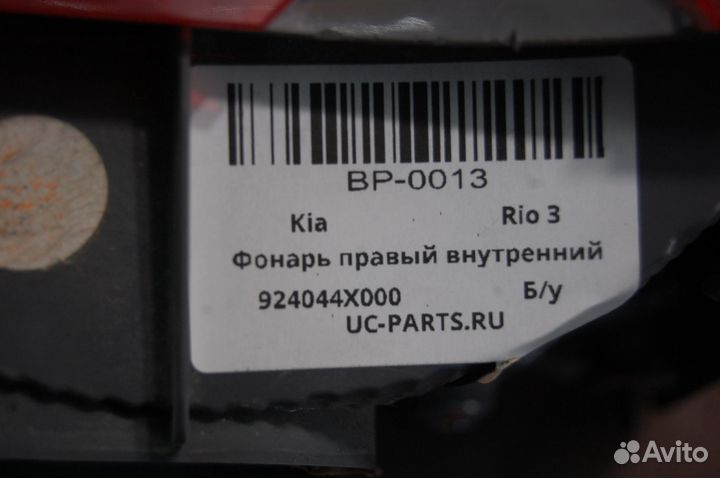 BP-0013
Kia Rio 3
Фонарь правый внутренний
924044X000 Б/у
UC-PARTS.RU
Avito